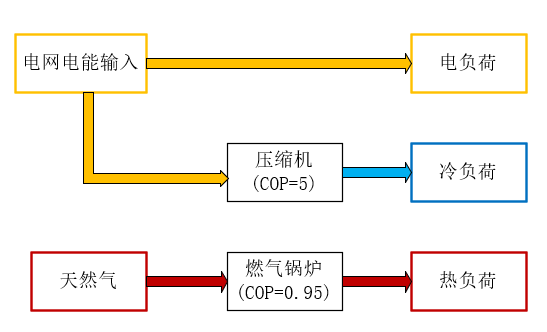 电网电能输入
电负荷
压缩机
(COP=5)
冷负荷
天然气
燃气锅炉
(COP=0.95)
热负荷